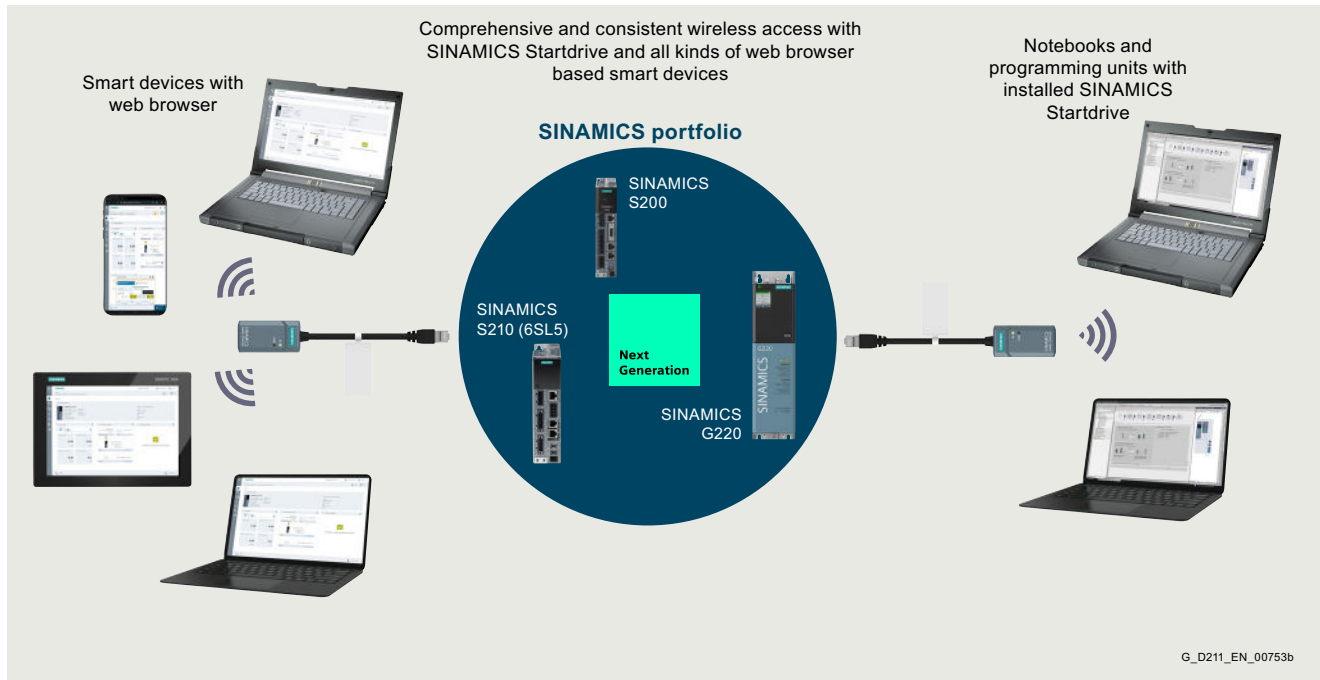 Comprehensive and consistent wireless access with
SINAMICS Startdrive and all kinds of web browser
based smart devices
Smart devices with
web browser
Notebooks and
programming units with
installed SINAMICS
Startdrive
SINAMICS portfolio
SINAMICS
S200
SINAMICS
S210 (6SL5)
Next
Generation
SINAMICS
G220
SINAMICS
G220
G_D211_EN_00753b